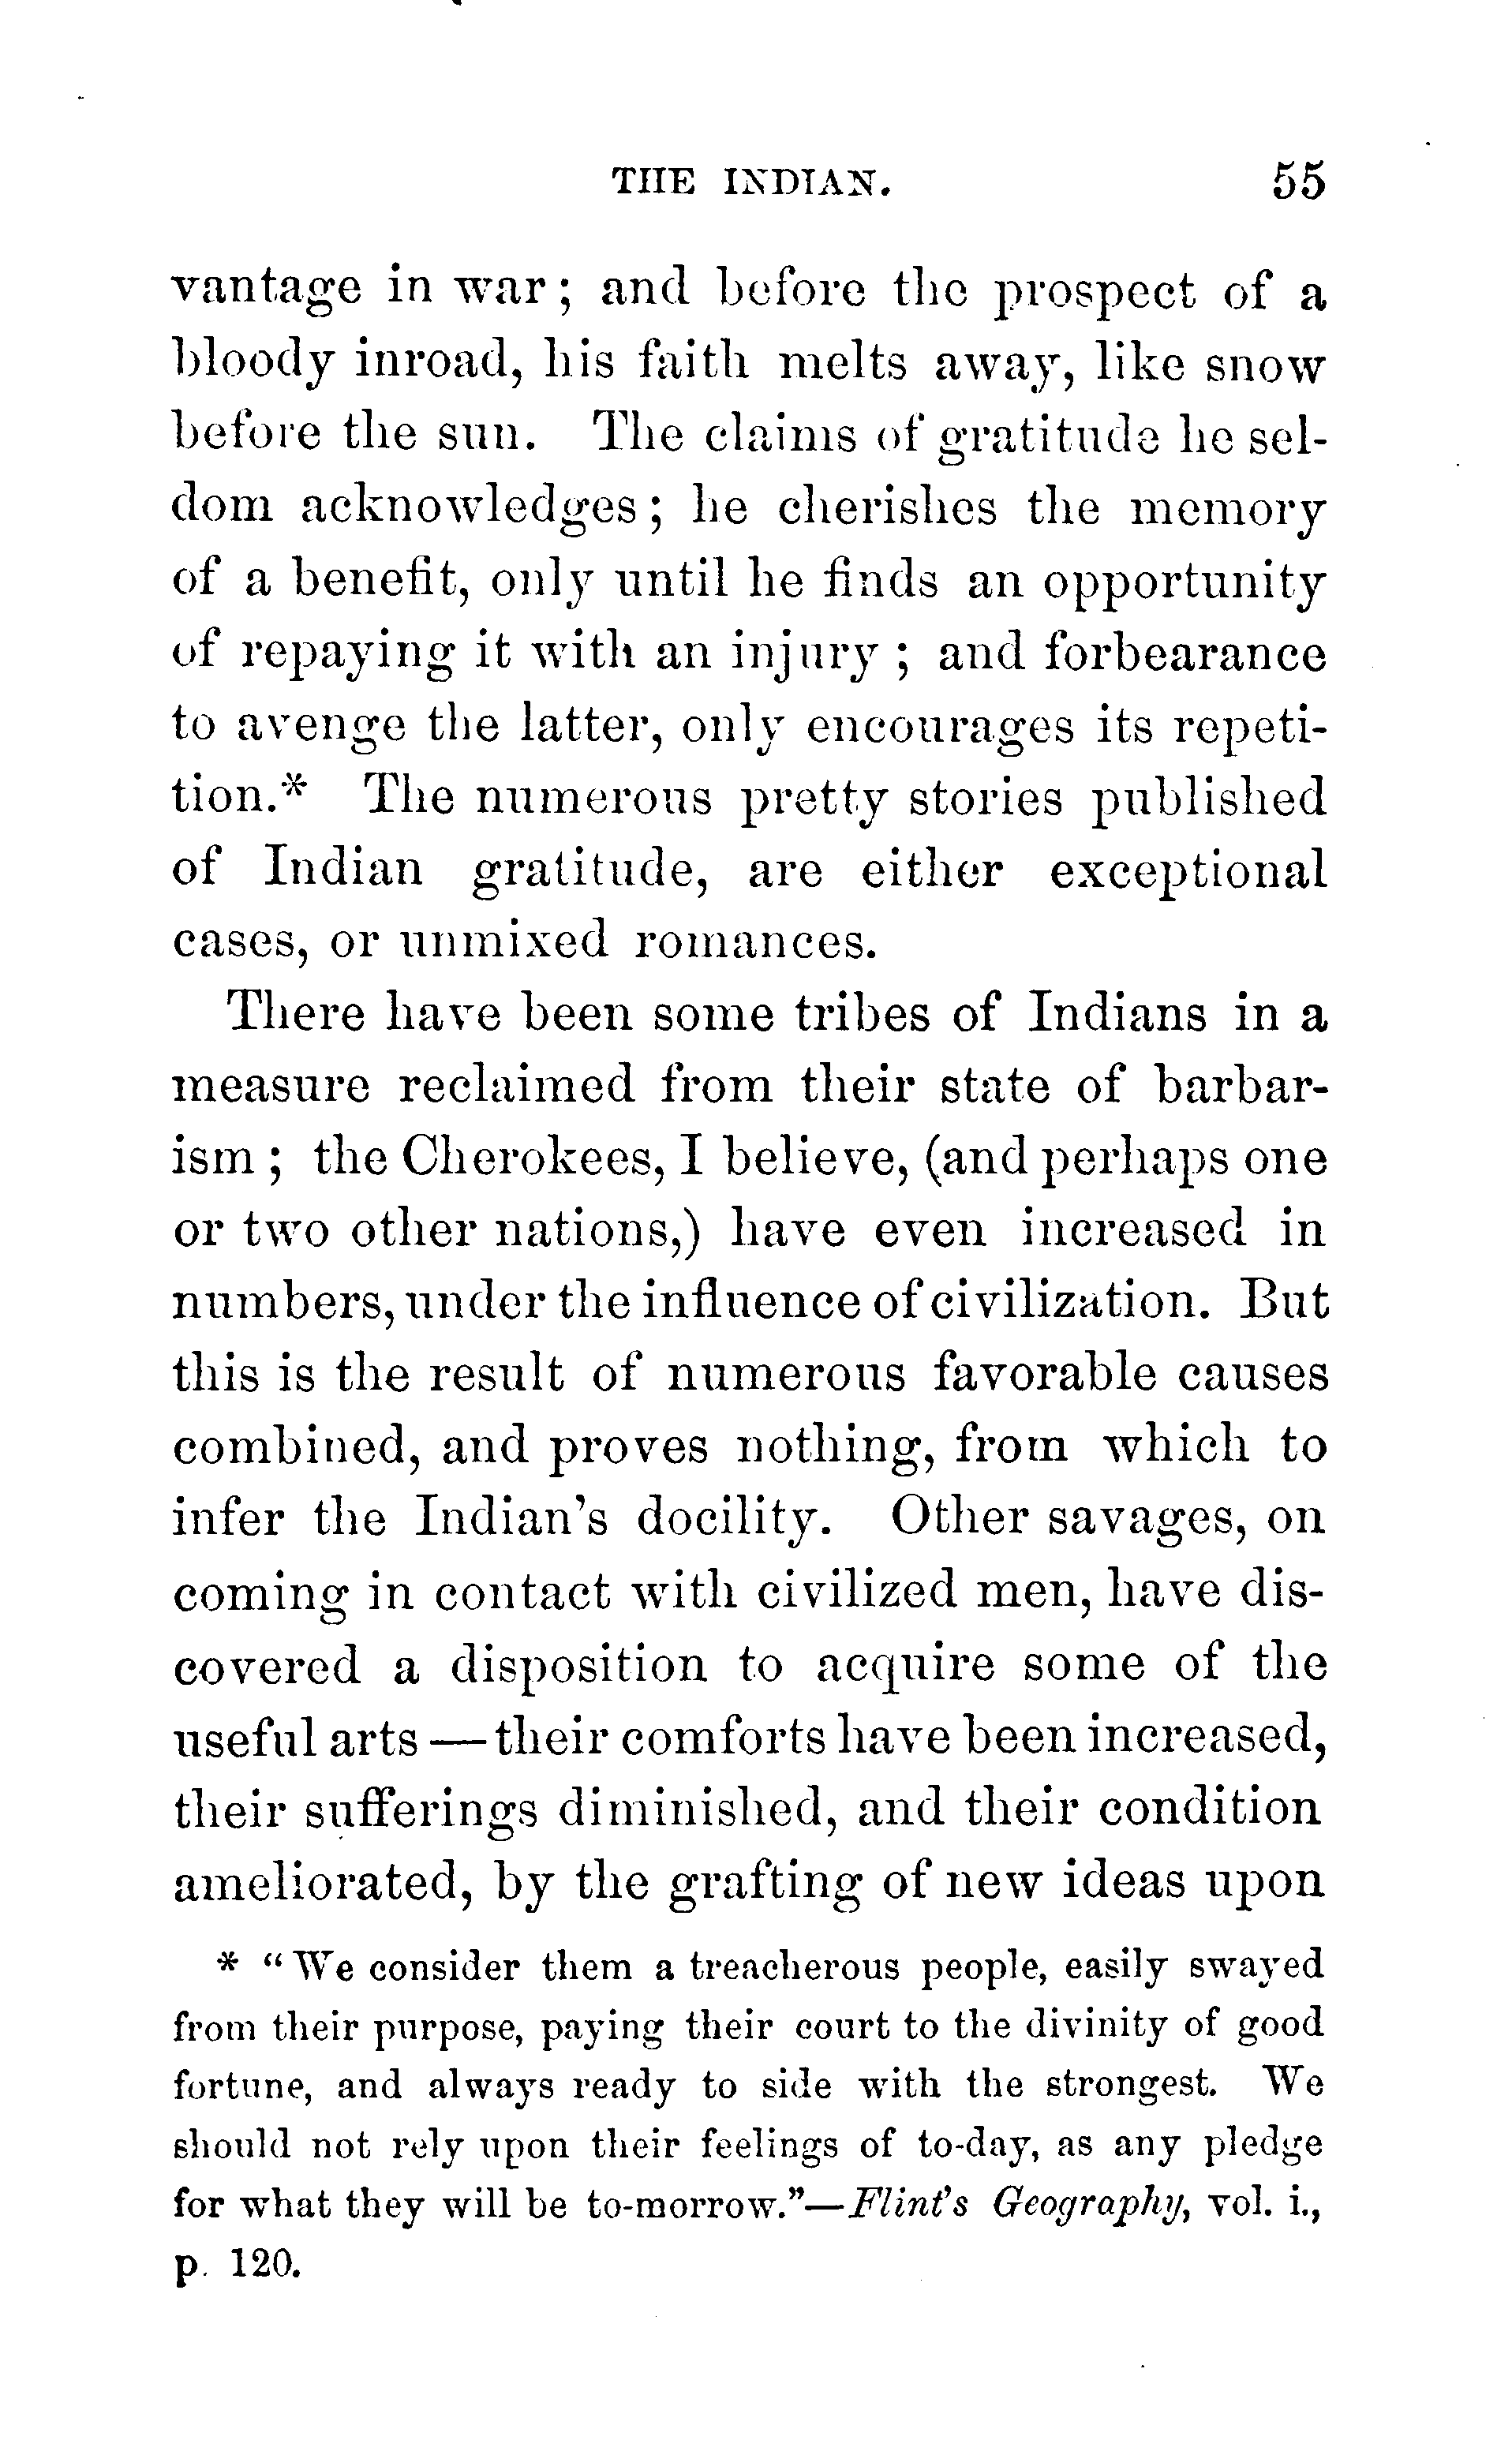 THE INDIAN. 55
vantage in war; and before the prospect of a
bloody inroad, his faith melts away, like snow
before the sun. The claims of gratitude he sel-
dom acknowledges; he cherishes the memory
of a benefit, only until he finds an opportunity
of repaying it with an injury; and forbearance
to avenge the latter, only encourages its repeti-
tion.* The numerous pretty stories published
of Indian gratitude, are either exceptional
cases, or unmixed romances.
There have been some tribes of Indians in a
measure reclaimed from their state of barbar-
ism; the Cherokees, I believe, (and perhaps one
or two other nations,) have even increased in
numbers, under the influence of civilization. But
this is the result of numerous favorable causes
combined, and proves nothing, from which to
infer the Indian's docility. Other savages, on
coming in contact with civilized men, have dis-
covered a disposition to acquire some of the
useful arts—their comforts have been increased,
their sufferings diminished, and their condition
ameliorated, by the grafting of new ideas upon
* "We consider them a treacherous people, easily swayed
from their purpose, paying their court to the divinity of good
fortune, and always ready to side with the strongest. We
should not rely upon their feelings of to-day, as any pledge
for what they will be to-morrow."—Flint's Geography, vol. i.,
p. 120.